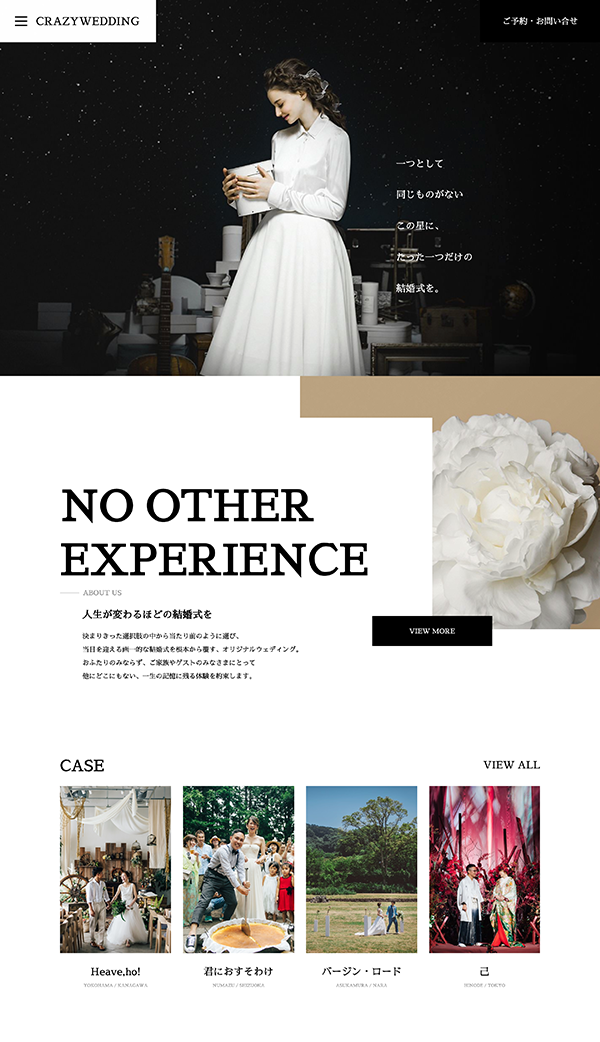 CRAZYWEDDING
ご予約・お問い合せ
一つとして
同じものがない
この星に、
たった一つだけの
結婚式を。
NO OTHER
EXPERIENCE
ABOUT US
人生が変わるほどの結婚式を
決まりきった選択肢の中から当たり前のように選び、
当日を迎える画一的な結婚式を根本から覆す、オリジナルウェディング。
おふたりのみならず、ご家族やゲストのみなさまにとって
他にどこにもない、一生の記憶に残る体験を約束します。
VIEW MORE
CASE
VIEW ALL
Heave,ho!
YOKOHAMA / KANAGAWA
君におすそわけ
NUMAZU / SHIZUOKA
バージン・ロード
ASUKAMURA / NARA
己
/ TOKYO